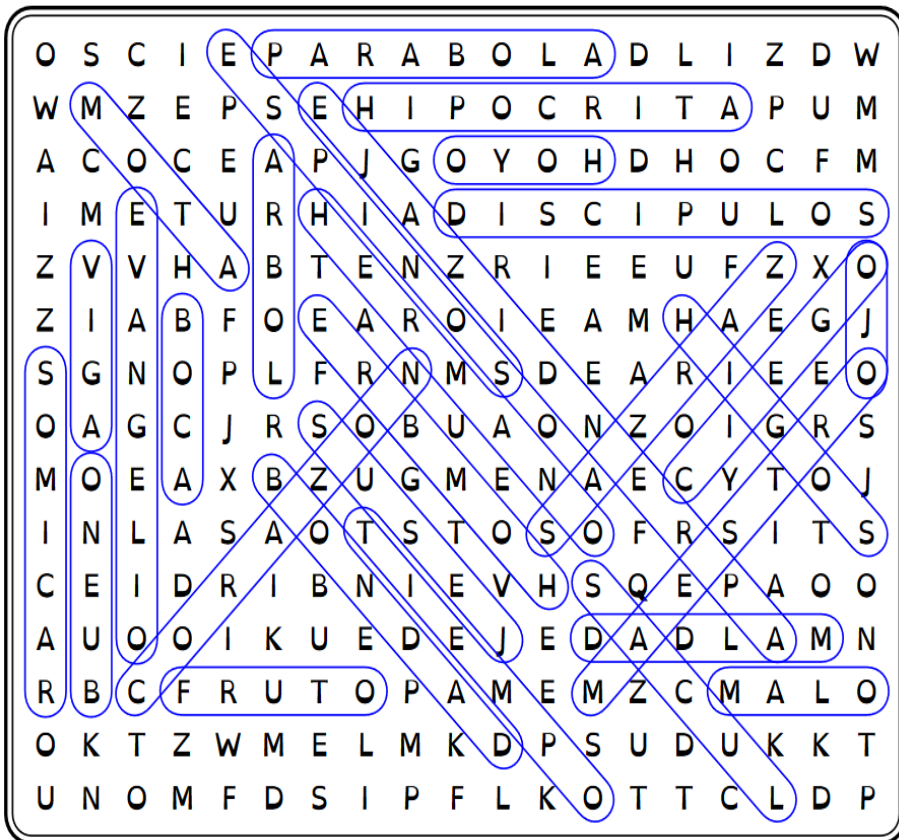 O S C I E P A R A B O L A D L I Z D W
W M Z E P S E H I P O C R I T A P U M
A C O C E A P J G O Y O H D H O C F M
I M E T U R H I A D I S C I P U L O S
Z V V H A B T E N Z R I E E U F Z X O
Z I A B F O E A R O I E A M H A E G J
S G N O P L F R N M S D E A R I E E O
O A G C J R S O B U A O N Z O I G R S
M O E A X B Z U G M E N A E C Y T O J
I N L A S A O T S T O S O F R S I T S
C E I D R I B N I E V H S Q E P A O O
A U O O I K U E D E J E D A D L A M N
R B C F R U T O P A M E M Z C M A L O
O K T Z W M E L M K D P S U D U K K T
U N O M F D S I P F L K O T T C L D P